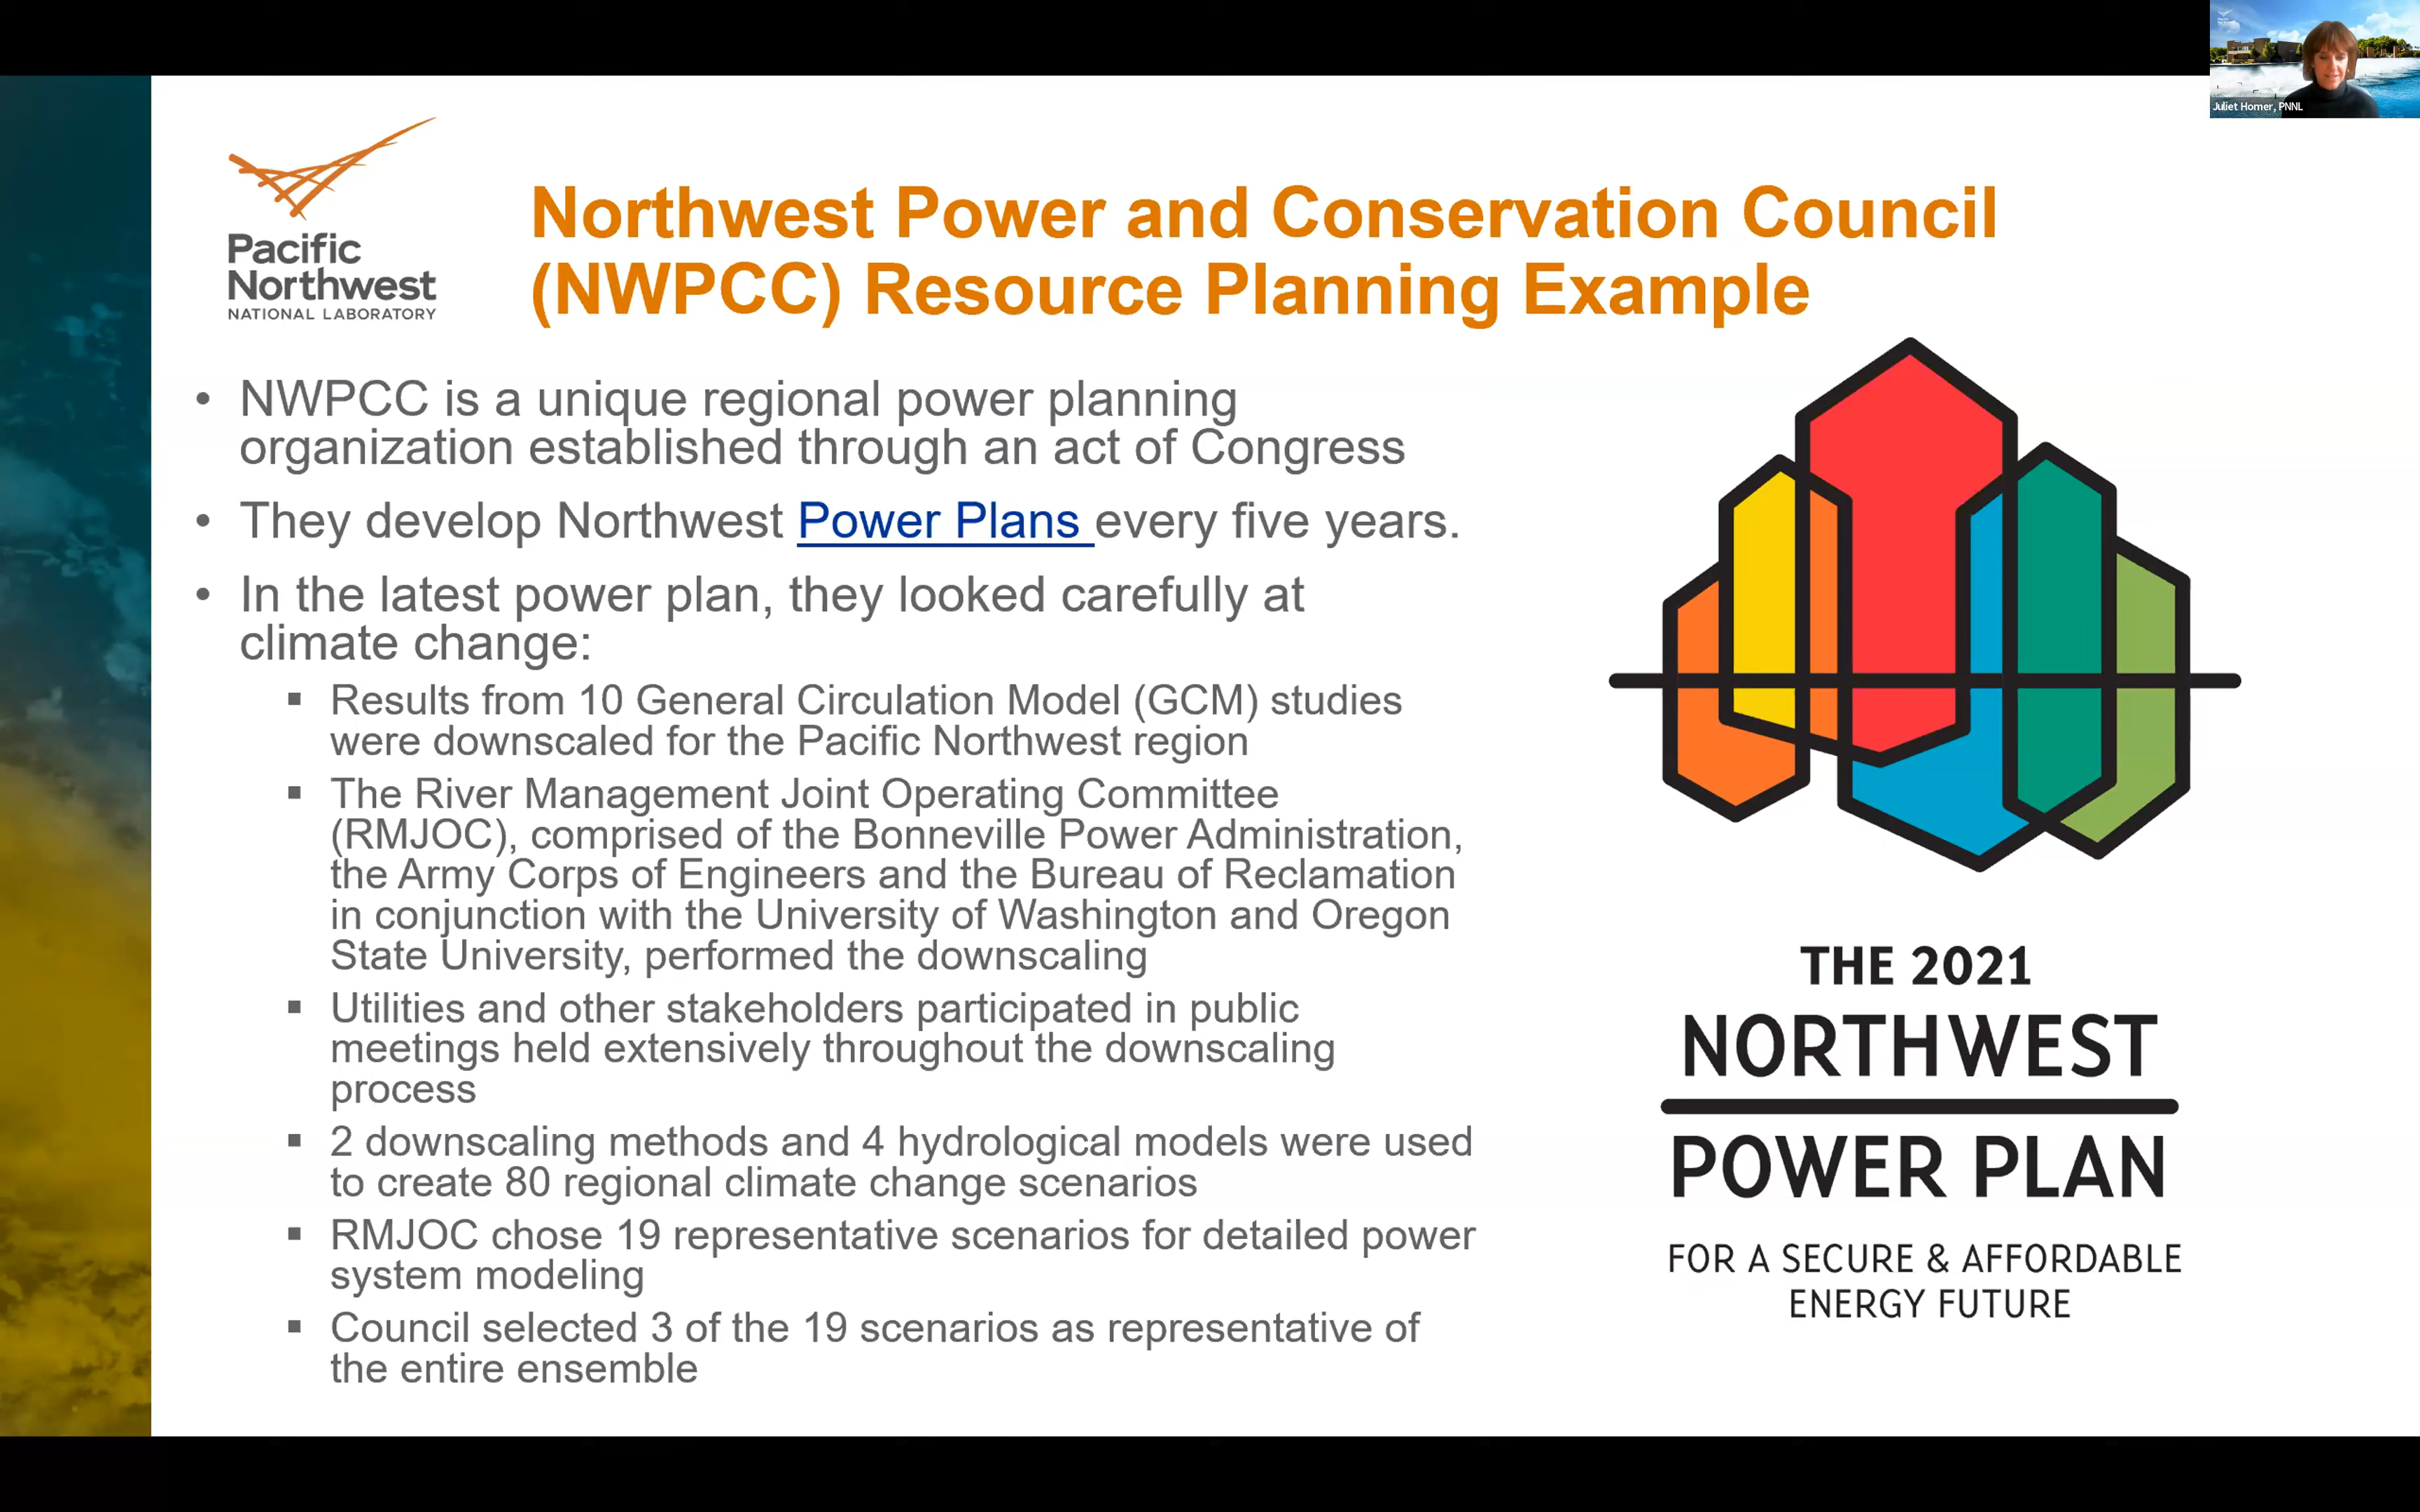 Juliet Homer, PNNL
Pacific
Northwest
NATIONAL LABORATORY
Northwest Power and Conservation Council
(NWPCC) Resource Planning Example
• NWPCC is a unique regional power planning
organization established through an act of Congress
• They develop Northwest Power Plans every five years.
• In the latest power plan, they looked carefully at
climate change:
▪ Results from 10 General Circulation Model (GCM) studies
were downscaled for the Pacific Northwest region
▪ The River Management Joint Operating Committee
(RMJOC), comprised of the Bonneville Power Administration,
the Army Corps of Engineers and the Bureau of Reclamation
in conjunction with the University of Washington and Oregon
State University, performed the downscaling
▪ Utilities and other stakeholders participated in public
meetings held extensively throughout the downscaling
process
▪ 2 downscaling methods and 4 hydrological models were used
to create 80 regional climate change scenarios
▪ RMJOC chose 19 representative scenarios for detailed power
system modeling
▪ Council selected 3 of the 19 scenarios as representative of
the entire ensemble
THE 2021
NORTHWEST
POWER PLAN
FOR A SECURE & AFFORDABLE
ENERGY FUTURE